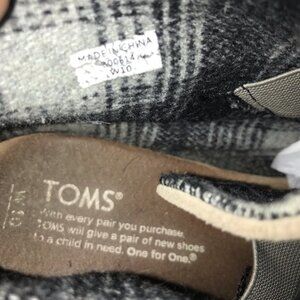 MADE IN CHINA
W10
TOMS®
With every pair you purchase,
TOMS will give a pair of new shoes
to a child in need. One for One.®